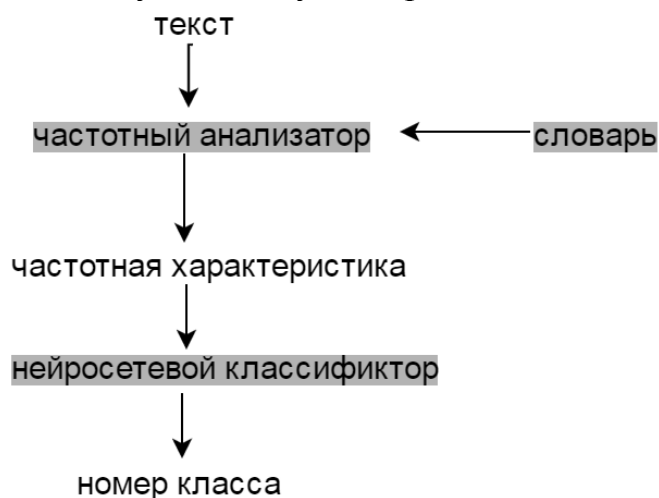 текст
частотный анализатор
словарь
частотная характеристика
нейросетевой классификтор
номер класса